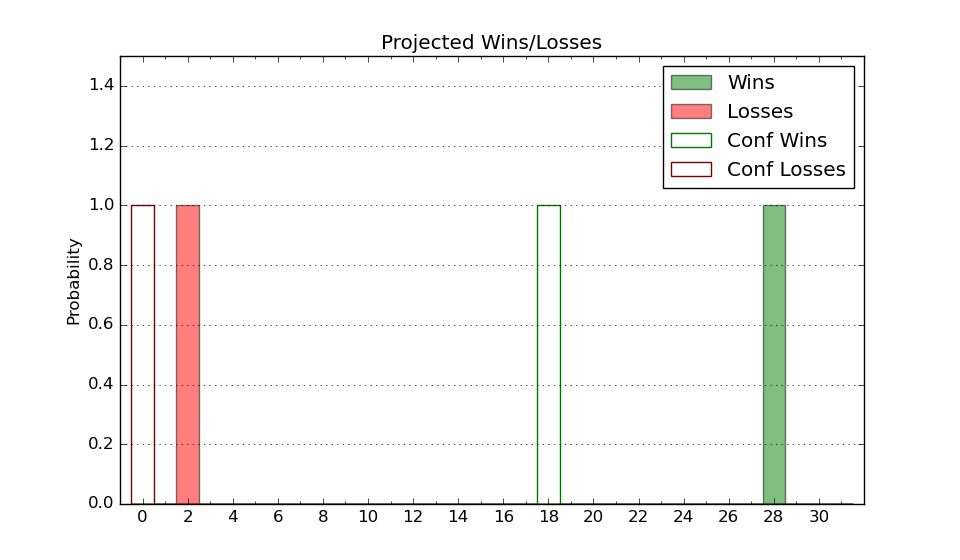 Projected Wins/Losses
Wins
Losses
Conf Wins
Conf Losses
Probability
1.4
1.2
1.0
0.8
0.6
0.4
0.2
0.0
0 2 4 6 8 10 12 14 16 18 20 22 24 26 28 30